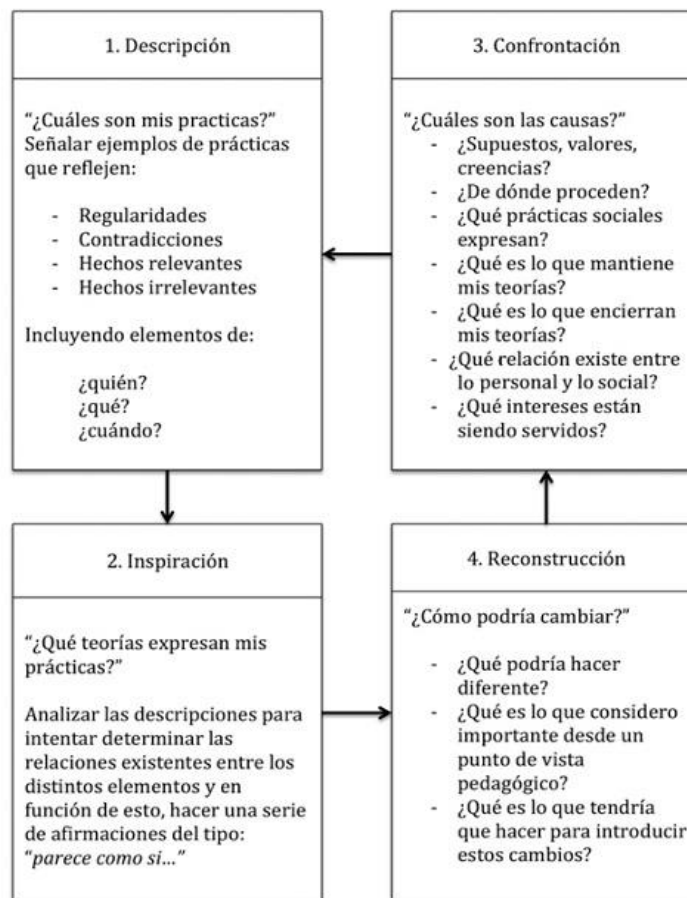 1. Descripción
“¿Cuáles son mis practicas?”
Señalar ejemplos de prácticas
que reflejen:
- Regularidades
- Contradicciones
- Hechos relevantes
- Hechos irrelevantes
Incluyendo elementos de:
¿quién?
¿qué?
¿cuándo?
2. Inspiración
“¿Qué teorías expresan mis
prácticas?”
Analizar las descripciones para
intentar determinar las
relaciones existentes entre los
distintos elementos y en
función de esto, hacer una serie
de afirmaciones del tipo:
“parece como si...”
3. Confrontación
“¿Cuáles son las causas?”
- ¿Supuestos, valores,
creencias?
- ¿De dónde proceden?
- ¿Qué prácticas sociales
expresan?
- ¿Qué es lo que mantiene
mis teorías?
- ¿Qué es lo que encierran
mis teorías?
- ¿Qué relación existe entre
lo personal y lo social?
- ¿Qué intereses están
siendo servidos?
4. Reconstrucción
“¿Cómo podría cambiar?”
- ¿Qué podría hacer
diferente?
- ¿Qué es lo que considero
importante desde un
punto de vista
pedagógico?
- ¿Qué es lo que tendría
que hacer para introducir
estos cambios?